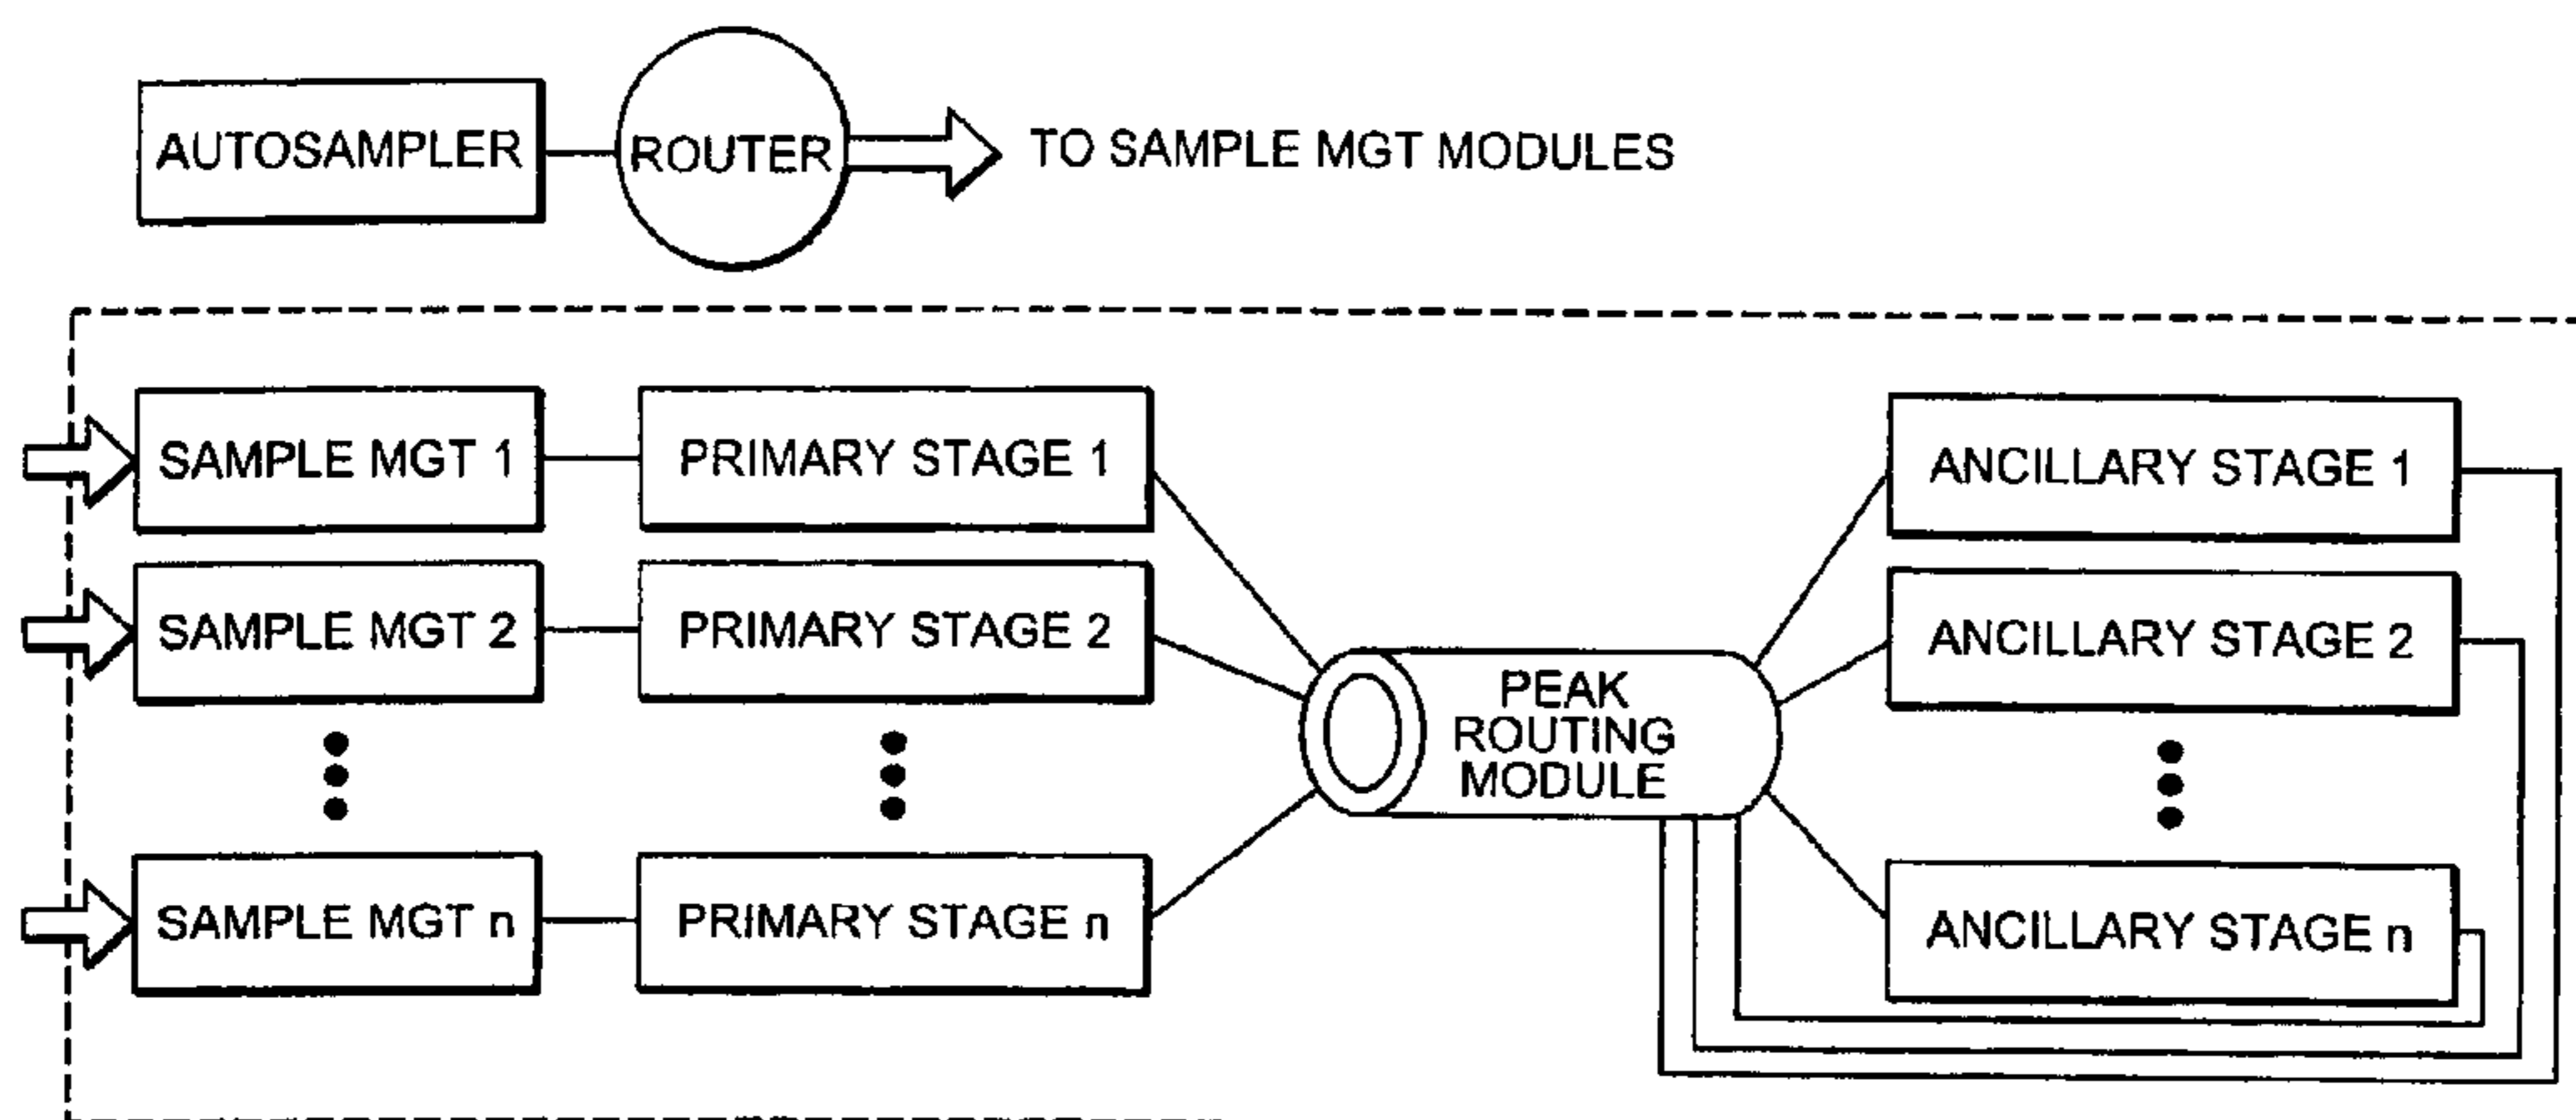 AUTOSAMPLER
ROUTER
TO SAMPLE MGT MODULES
SAMPLE MGT 1
PRIMARY STAGE 1
ANCILLARY STAGE 1
SAMPLE MGT 2
PRIMARY STAGE 2
ANCILLARY STAGE 2
PEAK
ROUTING
MODULE
SAMPLE MGT n
PRIMARY STAGE n
ANCILLARY STAGE n